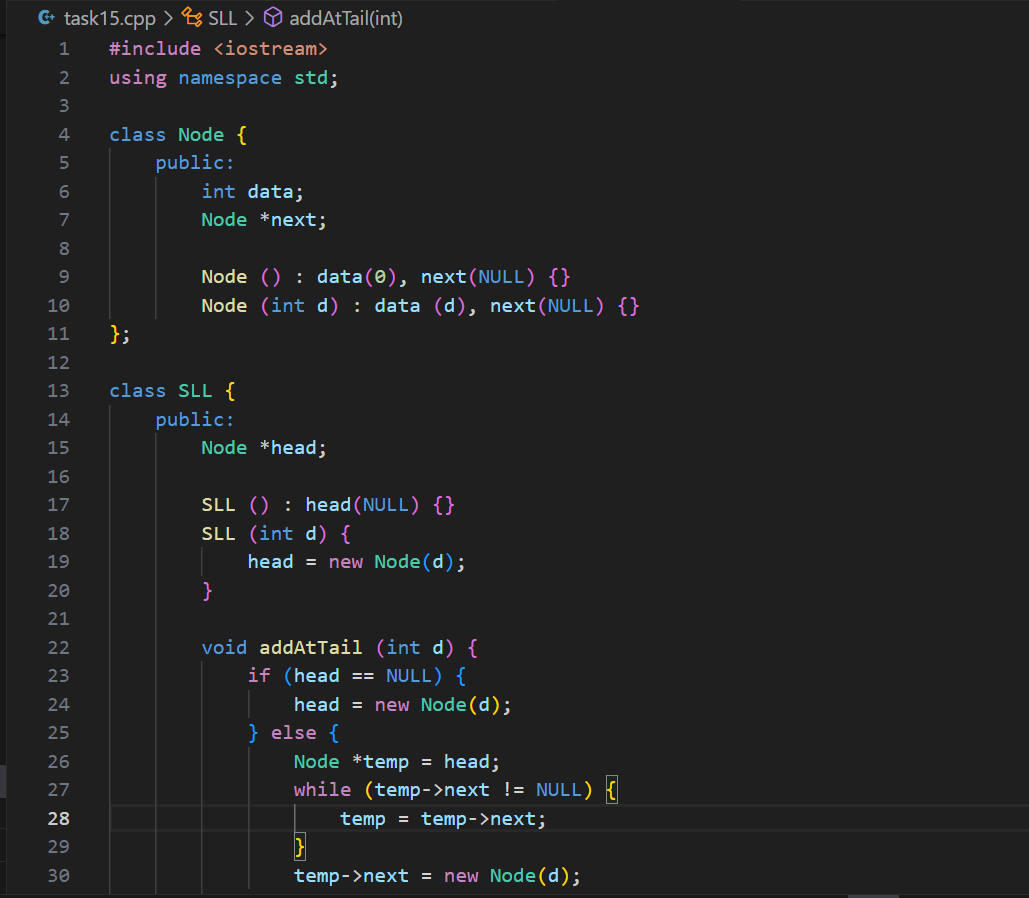 task15.cpp > SLL > addAtTail(int)
1 #include <iostream>
2 using namespace std;
3
4 class Node {
5 public:
6 int data;
7 Node *next;
8
9 Node () : data(0), next(NULL) {}
10 Node (int d) : data (d), next(NULL) {}
11 };
12
13 class SLL {
14 public:
15 Node *head;
16
17 SLL () : head(NULL) {}
18 SLL (int d) {
19 head = new Node(d);
20 }
21
22 void addAtTail (int d) {
23 if (head == NULL) {
24 head = new Node(d);
25 } else {
26 Node *temp = head;
27 while (temp->next != NULL) {
28 temp = temp->next;
29 }
30 temp->next = new Node(d);